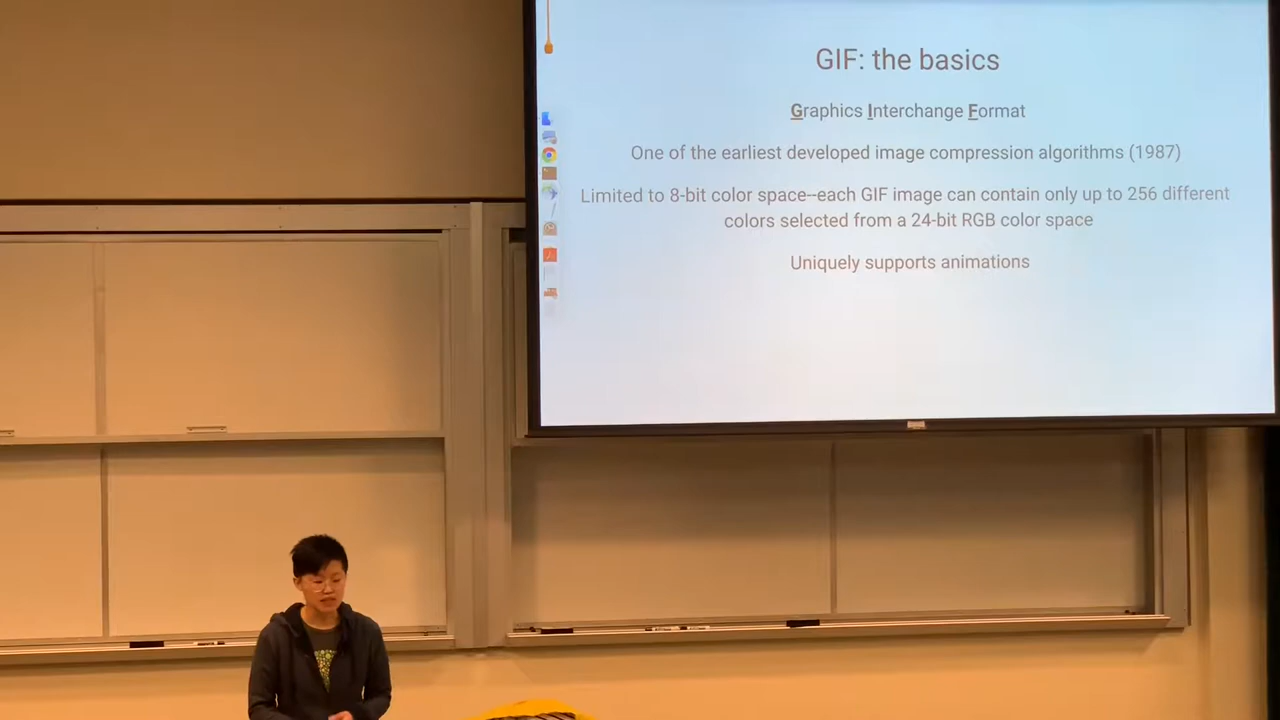 GIF: the basics
Graphics Interchange Format
One of the earliest developed image compression algorithms (1987)
Limited to 8-bit color space--each GIF image can contain only up to 256 different
colors selected from a 24-bit RGB color space
Uniquely supports animations